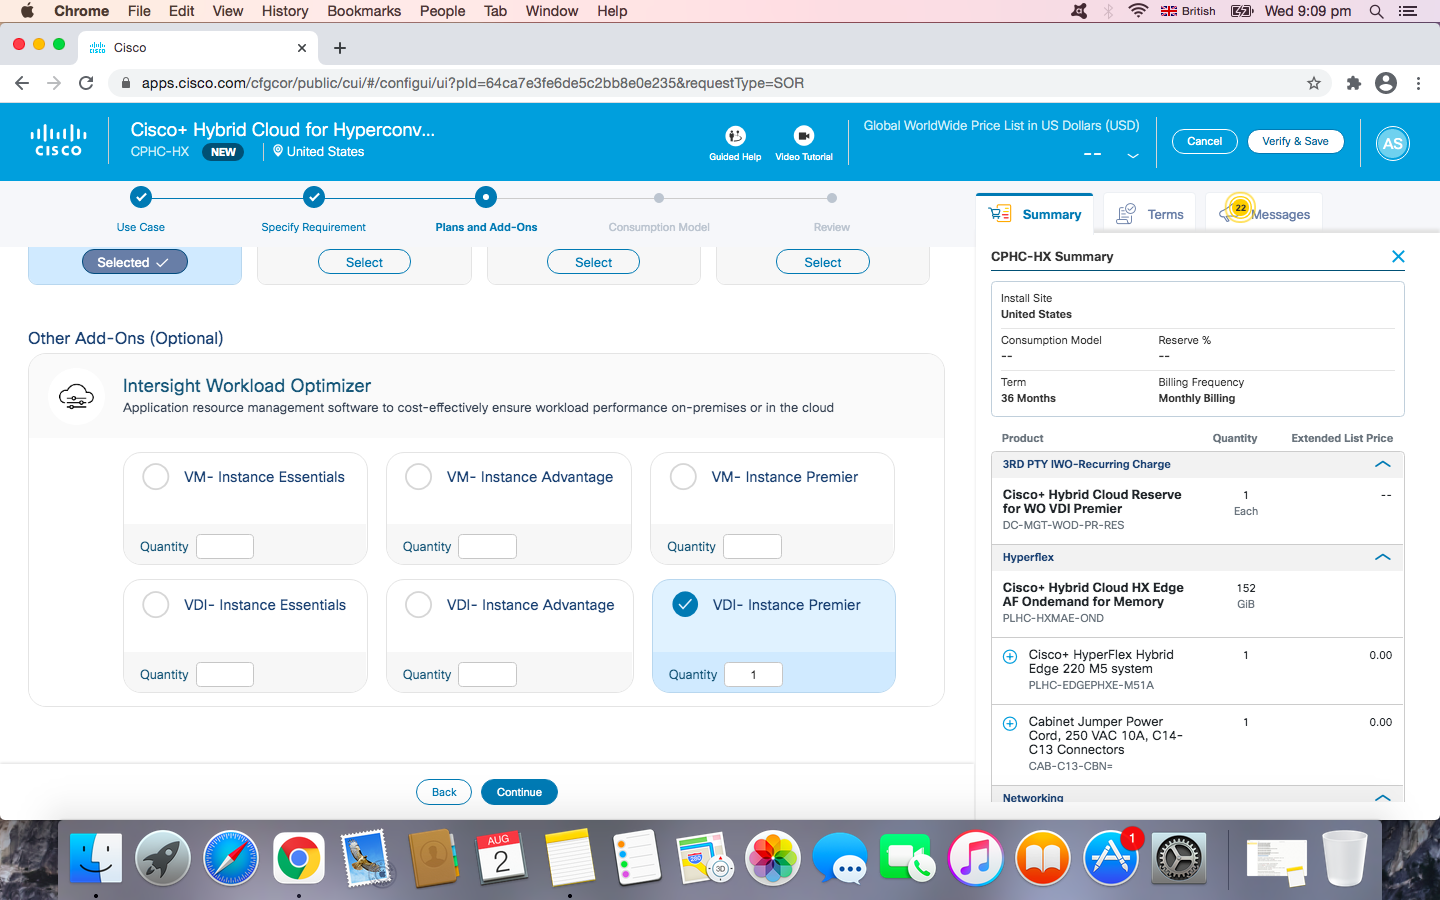 Chrome File Edit View History Bookmarks People Tab Window Help British Wed 9:09 pm
Cisco
apps.cisco.com/cfgcor/public/cui/#/configui/ui?pId=64ca7e3fe6de5c2bb8e0e235&requestType=SOR
CISCO
Cisco+ Hybrid Cloud for Hyperconv...
CPHC-HX NEW United States
Guided Help
Video Tutorial
Global WorldWide Price List in US Dollars (USD)
--
Cancel
Verify & Save
AS
Use Case
Specify Requirement
Plans and Add-Ons
Consumption Model
Review
Selected
Select
Select
Select
Other Add-Ons (Optional)
Intersight Workload Optimizer
Application resource management software to cost-effectively ensure workload performance on-premises or in the cloud
VM- Instance Essentials
Quantity
VM- Instance Advantage
Quantity
VM- Instance Premier
Quantity
VDI- Instance Essentials
Quantity
VDI- Instance Advantage
Quantity
VDI- Instance Premier
Quantity 1
Back
Continue
Summary
Terms
22
Messages
CPHC-HX Summary
Install Site
United States
Consumption Model Reserve %
-- --
Term Billing Frequency
36 Months Monthly Billing
Product Quantity Extended List Price
3RD PTY IWO-Recurring Charge
Cisco+ Hybrid Cloud Reserve 1 --
for WO VDI Premier Each
DC-MGT-WOD-PR-RES
Hyperflex
Cisco+ Hybrid Cloud HX Edge 152
AF Ondemand for Memory GiB
PLHC-HXMAE-OND
Cisco+ HyperFlex Hybrid 1 0.00
Edge 220 M5 system
PLHC-EDGEPHXE-M51A
Cabinet Jumper Power 1 0.00
Cord, 250 VAC 10A, C14-
C13 Connectors
CAB-C13-CBN=
Networking
AUG
2
280
3D
1